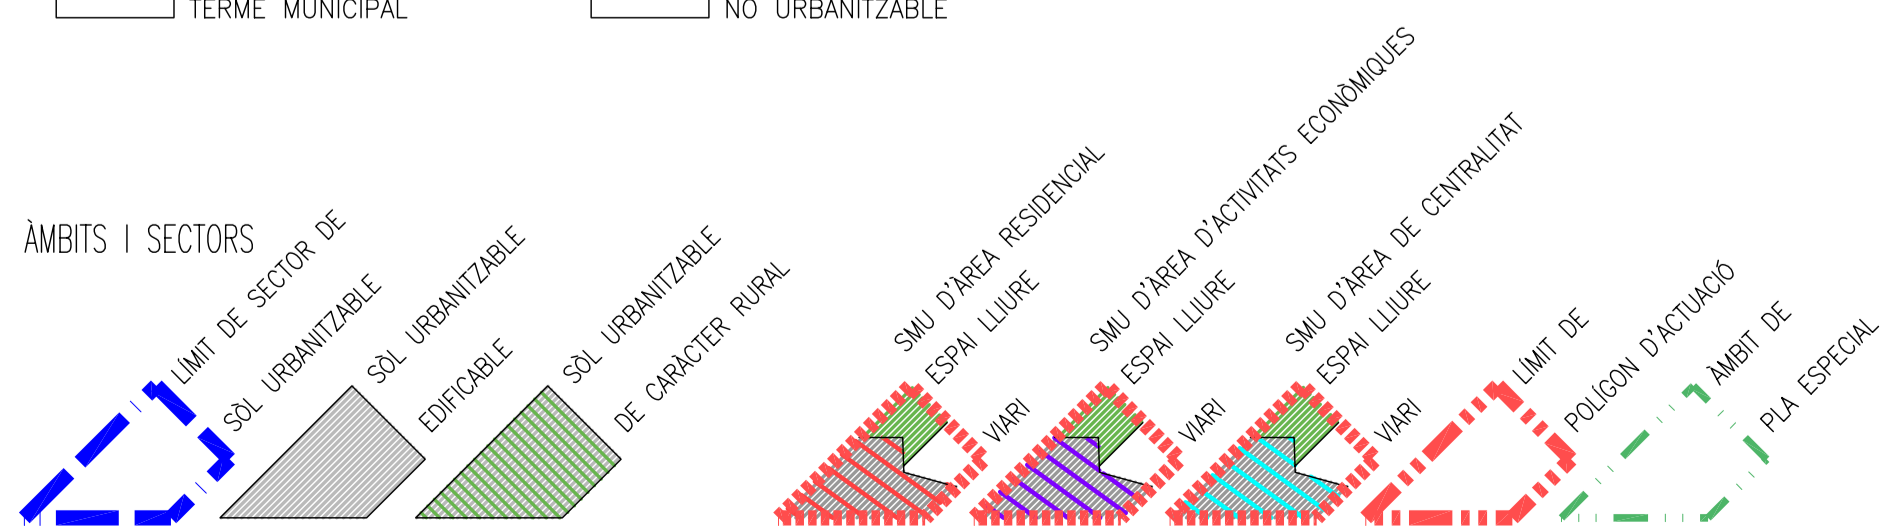 TERME MUNICIPAL
NO URBANITZABLE
ÀMBITS I SECTORS
LÍMIT DE SECTOR DE
SÒL URBANITZABLE
SÒL URBANITZABLE
EDIFICABLE
SÒL URBANITZABLE
DE CARÀCTER RURAL
SMU D'ÀREA RESIDENCIAL
ESPAI LLIURE
VIARI
SMU D'ÀREA D'ACTIVITATS ECONÒMIQUES
ESPAI LLIURE
VIARI
SMU D'ÀREA DE CENTRALITAT
ESPAI LLIURE
VIARI
LÍMIT DE
POLÍGON D'ACTUACIÓ
ÀMBIT DE
PLA ESPECIAL